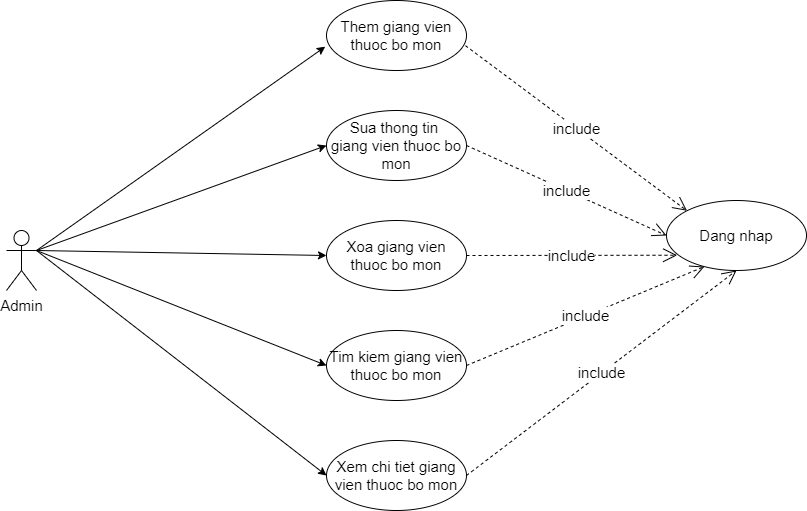 Them giang vien
thuoc bo mon
include
Sua thong tin
giang vien thuoc bo
mon
include
Dang nhap
Xoa giang vien
thuoc bo mon
include
Admin
include
Tim kiem giang vien
thuoc bo mon
include
Xem chi tiet giang
vien thuoc bo mon